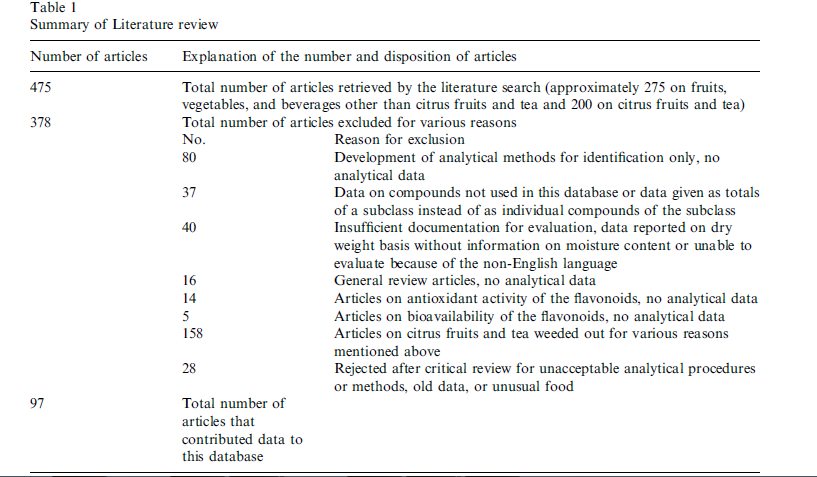 Table 1
Summary of Literature review
Number of articles Explanation of the number and disposition of articles
475 Total number of articles retrieved by the literature search (approximately 275 on fruits,
vegetables, and beverages other than citrus fruits and tea and 200 on citrus fruits and tea)
378 Total number of articles excluded for various reasons
No. Reason for exclusion
80 Development of analytical methods for identification only, no
analytical data
37 Data on compounds not used in this database or data given as totals
of a subclass instead of as individual compounds of the subclass
40 Insufficient documentation for evaluation, data reported on dry
weight basis without information on moisture content or unable to
evaluate because of the non-English language
16 General review articles, no analytical data
14 Articles on antioxidant activity of the flavonoids, no analytical data
5 Articles on bioavailability of the flavonoids, no analytical data
158 Articles on citrus fruits and tea weeded out for various reasons
mentioned above
28 Rejected after critical review for unacceptable analytical procedures
or methods, old data, or unusual food
97 Total number of
articles that
contributed data to
this database